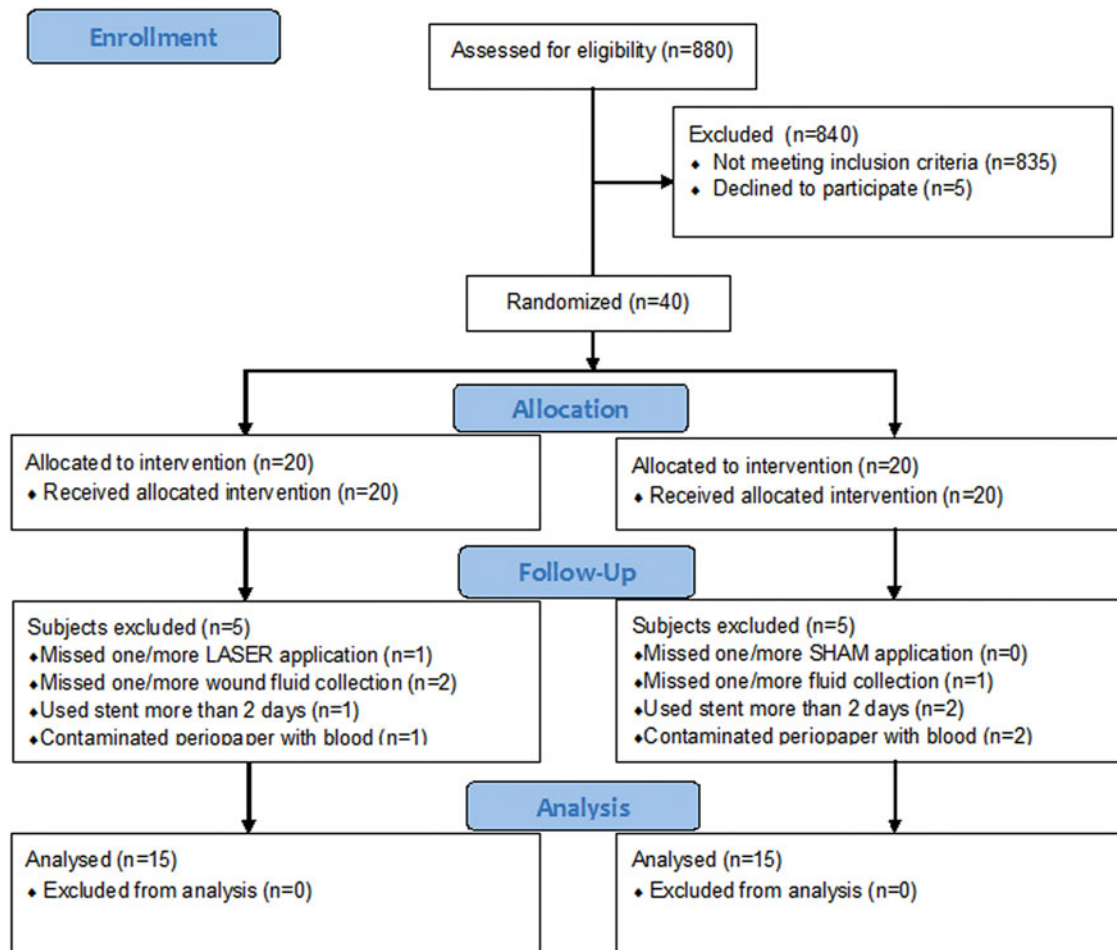 Enrollment
Assessed for eligibility (n=880)
Excluded (n=840)
♦ Not meeting inclusion criteria (n=835)
♦ Declined to participate (n=5)
Randomized (n=40)
Allocation
Allocated to intervention (n=20)
♦ Received allocated intervention (n=20)
Allocated to intervention (n=20)
♦ Received allocated intervention (n=20)
Follow-Up
Subjects excluded (n=5)
♦Missed one/more LASER application (n=1)
♦Missed one/more wound fluid collection (n=2)
♦Used stent more than 2 days (n=1)
♦Contaminated periopaper with blood (n=1)
Subjects excluded (n=5)
♦Missed one/more SHAM application (n=0)
♦Missed one/more fluid collection (n=1)
♦Used stent more than 2 days (n=2)
♦Contaminated periopaper with blood (n=2)
Analysis
Analysed (n=15)
♦ Excluded from analysis (n=0)
Analysed (n=15)
♦ Excluded from analysis (n=0)